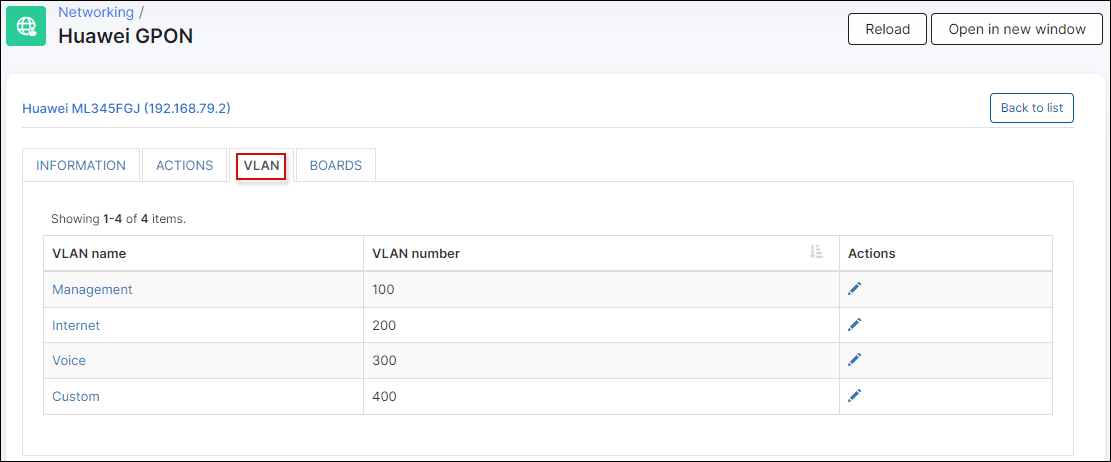 Networking /
Huawei GPON
Reload
Open in new window
Huawei ML345FGJ (192.168.79.2)
Back to list
INFORMATION
ACTIONS
VLAN
BOARDS
Showing 1-4 of 4 items.
VLAN name
VLAN number
Actions
Management
100
Internet
200
Voice
300
Custom
400